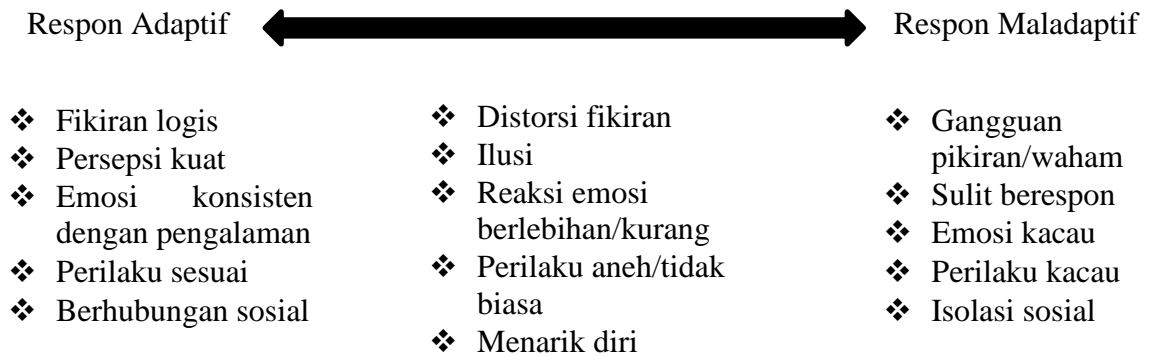 Respon Adaptif
Respon Maladaptif
❖ Fikiran logis
❖ Persepsi kuat
❖ Emosi konsisten
dengan pengalaman
❖ Perilaku sesuai
❖ Berhubungan sosial
❖ Distorsi fikiran
❖ Ilusi
❖ Reaksi emosi
berlebihan/kurang
❖ Perilaku aneh/tidak
biasa
❖ Menarik diri
❖ Gangguan
pikiran/waham
❖ Sulit berespon
❖ Emosi kacau
❖ Perilaku kacau
❖ Isolasi sosial